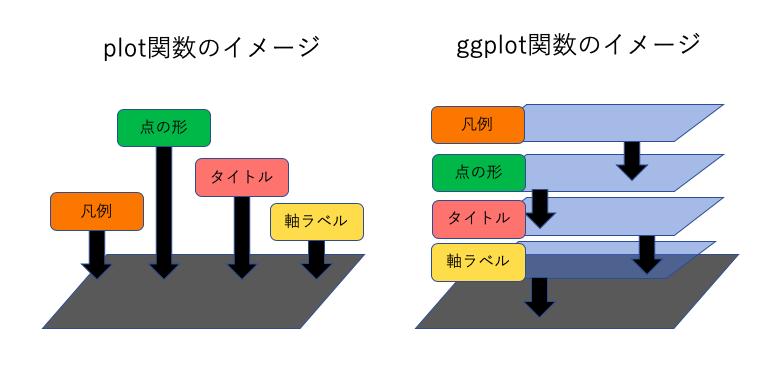 plot関数のイメージ
ggplot関数のイメージ
点の形
タイトル
凡例
軸ラベル
凡例
点の形
タイトル
軸ラベル